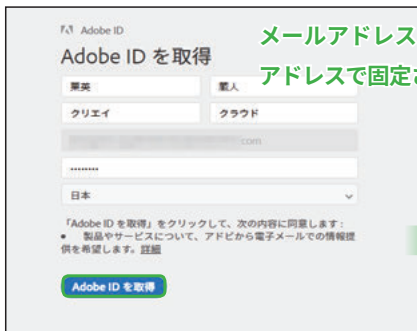 Adobe ID
Adobe ID を取得
メールアドレス
アドレスで固定さ
栗英 載人
クリエイ クラウド
.com
日本
「Adobe ID を取得」をクリックして、次の内容に同意します：
• 製品やサービスについて、アドビから電子メールでの情報提
供を希望します。詳細
Adobe ID を取得